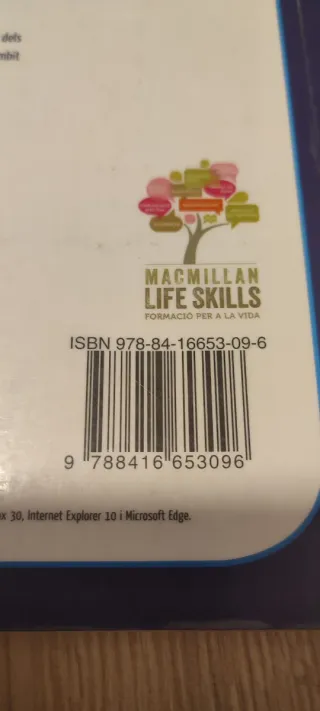 dels
mbit
MACMILLAN
LIFE SKILLS
FORMACIÓ PER A LA VIDA
ISBN 978-84-16653-09-6
9 788416 653096
ox 30, Internet Explorer 10 i Microsoft Edge.